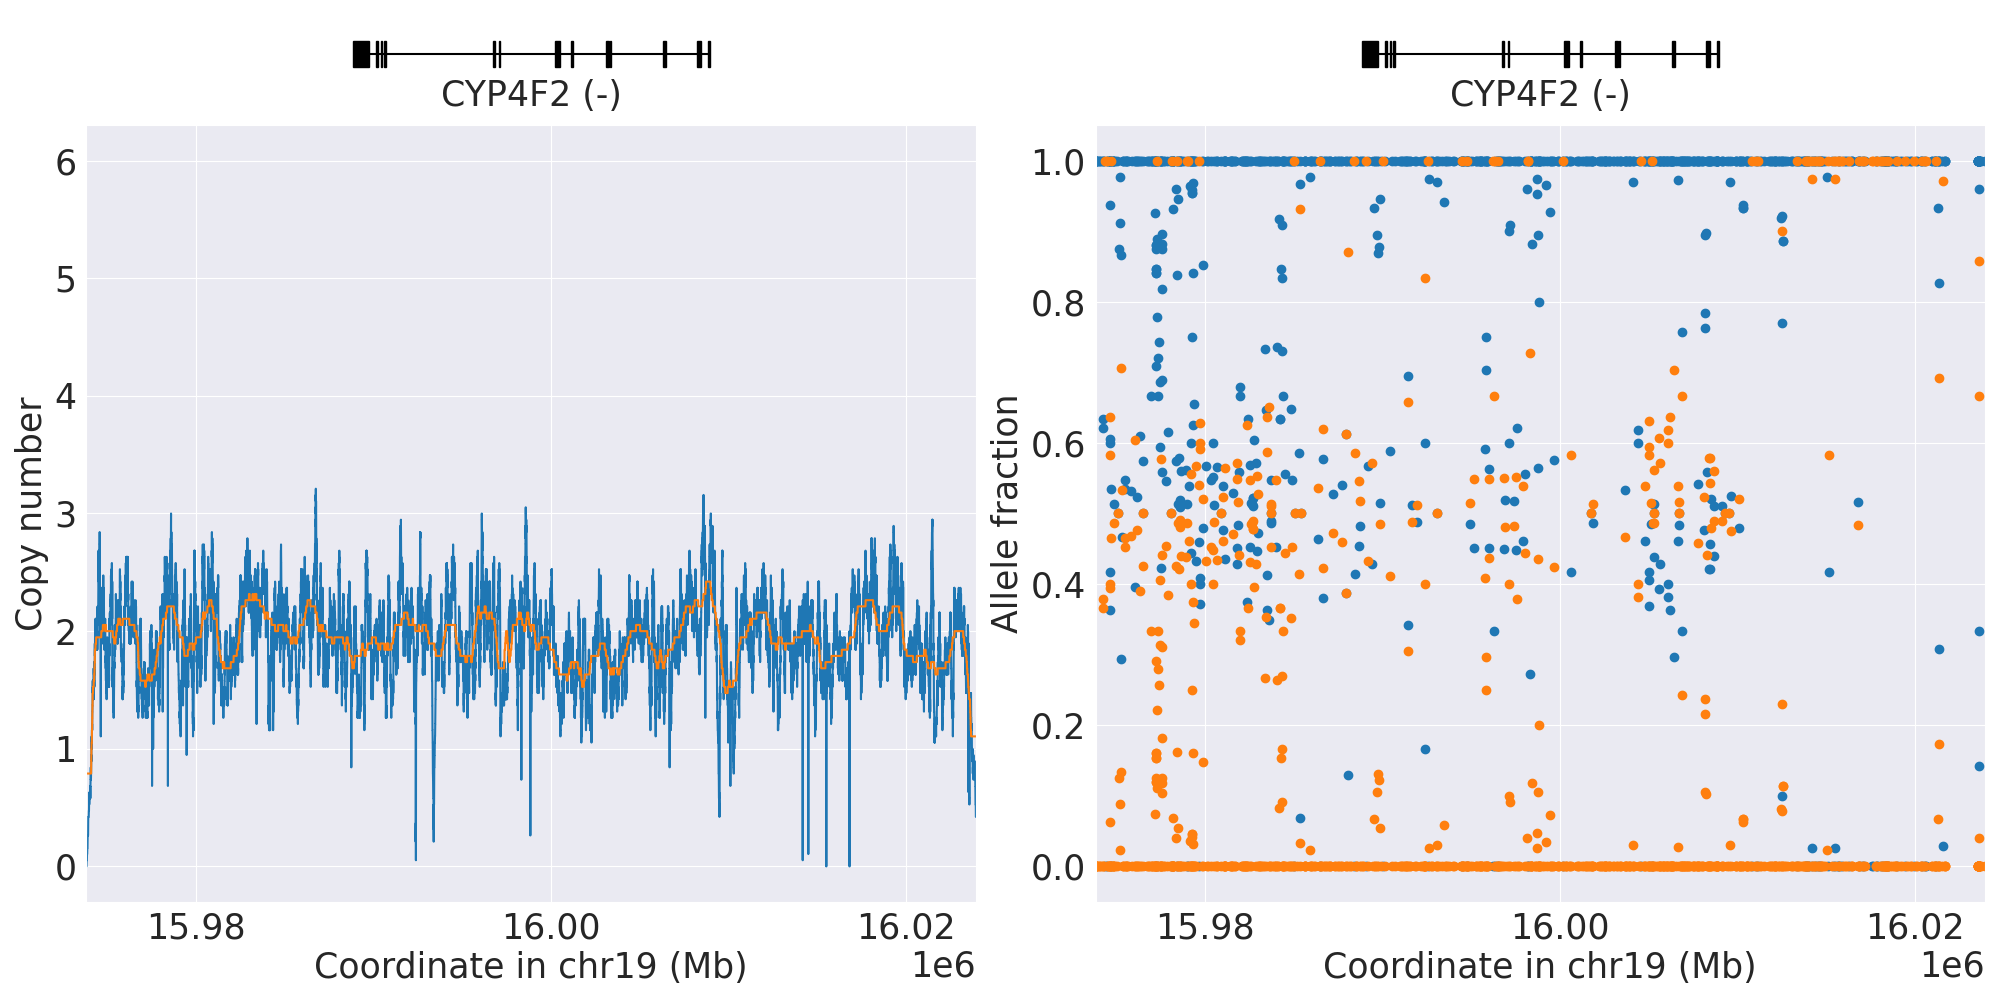 CYP4F2 (-)
6
5
4
3
2
1
0
Copy number
15.98
16.00
16.02
Coordinate in chr19 (Mb)
1e6
CYP4F2 (-)
1.0
0.8
0.6
0.4
0.2
0.0
Allele fraction
15.98
16.00
16.02
Coordinate in chr19 (Mb)
1e6